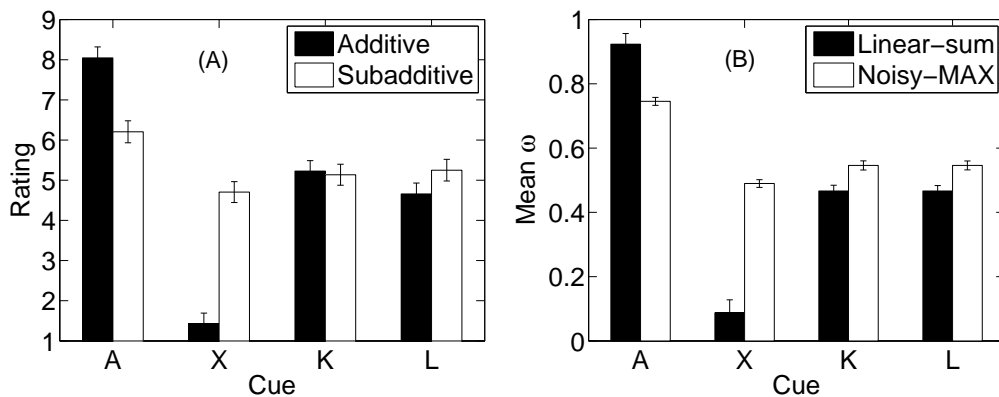 9
8
7
6
5
4
3
2
1
Rating
(A)
Additive
Subadditive
A X K L
Cue
1
0.8
0.6
0.4
0.2
0
Mean ω
(B)
Linear−sum
Noisy−MAX
A X K L
Cue